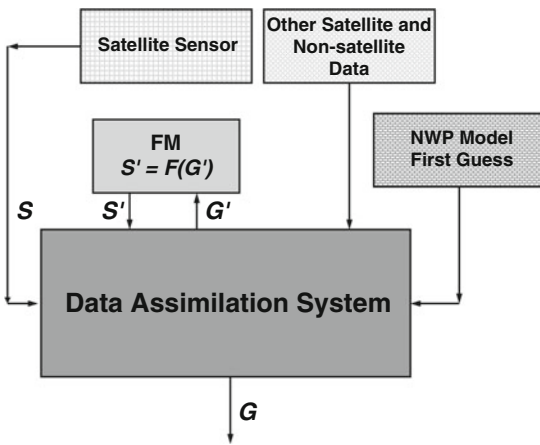 Satellite Sensor
Other Satellite and
Non-satellite
Data
FM
S' = F(G')
NWP Model
First Guess
S
S'
G'
Data Assimilation System
G